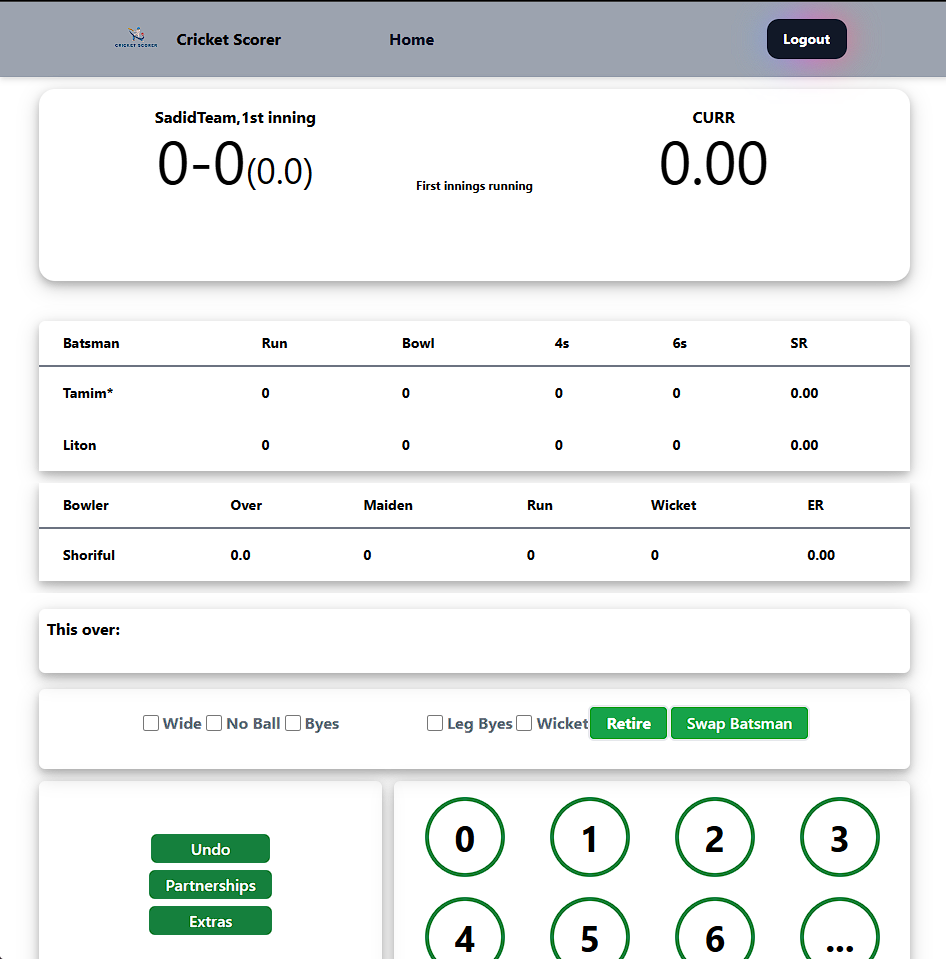 CRICKET SCORER
Cricket Scorer Home Logout
SadidTeam,1st inning CURR
0-0(0.0) 0.00
First innings running
Batsman Run Bowl 4s 6s SR
Tamim* 0 0 0 0 0.00
Liton 0 0 0 0 0.00
Bowler Over Maiden Run Wicket ER
Shoriful 0.0 0 0 0 0.00
This over:
Wide No Ball Byes Leg Byes Wicket Retire Swap Batsman
Undo
Partnerships
Extras
0 1 2 3
4 5 6 ...